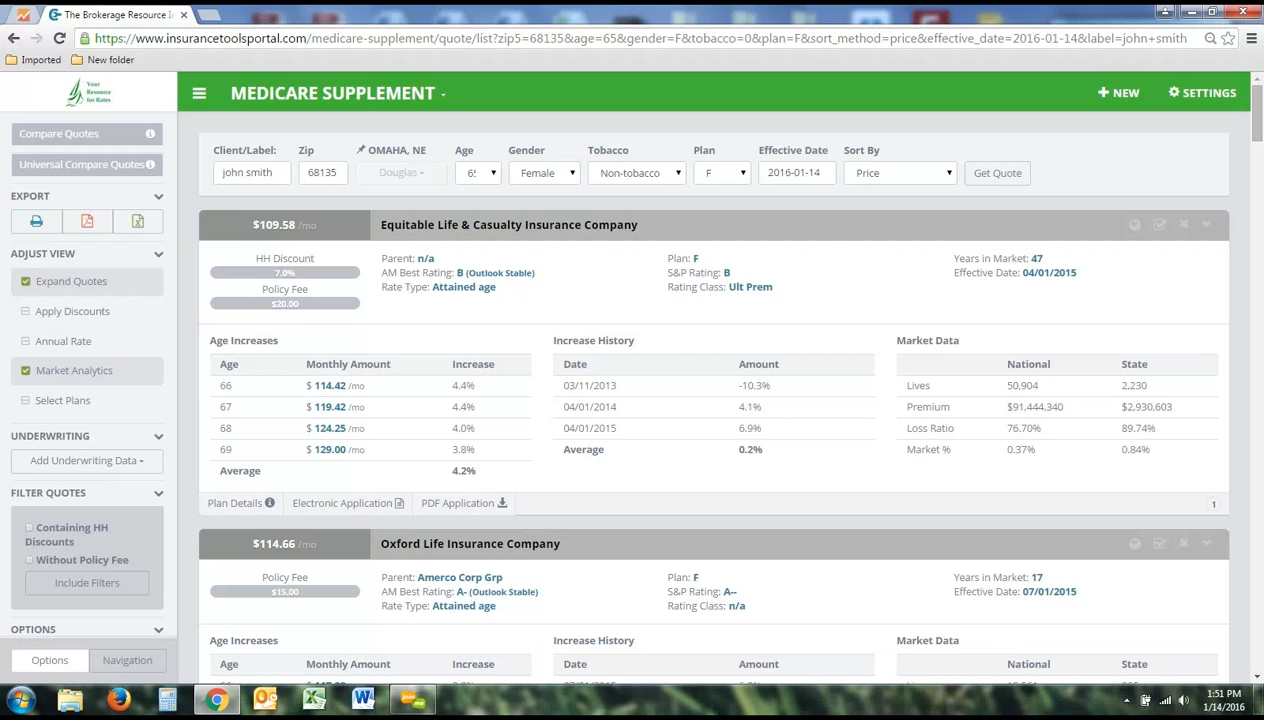 The Brokerage Resource In
https://www.insurancetoolsportal.com/medicare-supplement/quote/list?zip5=68135&age=65&gender=F&tobacco=0&plan=F&sort_method=price&effective_date=2016-01-14&label=john+smith
Imported New folder
Your
Resource
for Rates
MEDICARE SUPPLEMENT
+ NEW SETTINGS
Compare Quotes
Universal Compare Quotes
EXPORT
ADJUST VIEW
Expand Quotes
Apply Discounts
Annual Rate
Market Analytics
Select Plans
UNDERWRITING
Add Underwriting Data
FILTER QUOTES
Containing HH
Discounts
Without Policy Fee
Include Filters
OPTIONS
Options Navigation
Client/Label: Zip OMAHA, NE Age Gender Tobacco Plan Effective Date Sort By
john smith 68135 Douglas Female Non-tobacco F 2016-01-14 Price Get Quote
$109.58 /mo Equitable Life & Casualty Insurance Company
HH Discount
7.0%
Policy Fee
$20.00
Parent: n/a
AM Best Rating: B (Outlook Stable)
Rate Type: Attained age
Plan: F
S&P Rating: B
Rating Class: Ult Prem
Years in Market: 47
Effective Date: 04/01/2015
Age Increases
Age Monthly Amount Increase
66 $ 114.42 /mo 4.4%
67 $ 119.42 /mo 4.4%
68 $ 124.25 /mo 4.0%
69 $ 129.00 /mo 3.8%
Average 4.2%
Increase History
Date Amount
03/11/2013 -10.3%
04/01/2014 4.1%
04/01/2015 6.9%
Average 0.2%
Market Data
National State
Lives 50,904 2,230
Premium $91,444,340 $2,930,603
Loss Ratio 76.70% 89.74%
Market % 0.37% 0.84%
Plan Details Electronic Application PDF Application 1
$114.66 /mo Oxford Life Insurance Company
Policy Fee
$15.00
Parent: Amerco Corp Grp
AM Best Rating: A- (Outlook Stable)
Rate Type: Attained age
Plan: F
S&P Rating: A--
Rating Class: n/a
Years in Market: 17
Effective Date: 07/01/2015
Age Increases
Age Monthly Amount Increase
Increase History
Date Amount
Market Data
National State
1:51 PM
1/14/2016